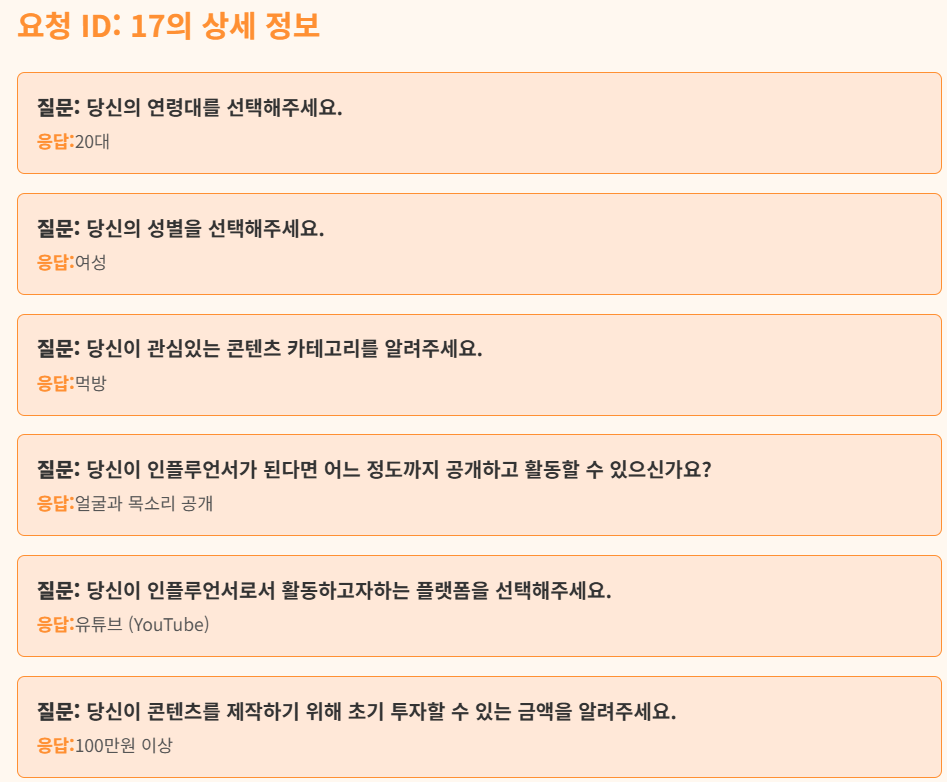 요청 ID: 17의 상세 정보
질문: 당신의 연령대를 선택해주세요.
응답:20대
질문: 당신의 성별을 선택해주세요.
응답:여성
질문: 당신이 관심있는 콘텐츠 카테고리를 알려주세요.
응답:먹방
질문: 당신이 인플루언서가 된다면 어느 정도까지 공개하고 활동할 수 있으신가요?
응답:얼굴과 목소리 공개
질문: 당신이 인플루언서로서 활동하고자하는 플랫폼을 선택해주세요.
응답:유튜브 (YouTube)
질문: 당신이 콘텐츠를 제작하기 위해 초기 투자할 수 있는 금액을 알려주세요.
응답:100만원 이상